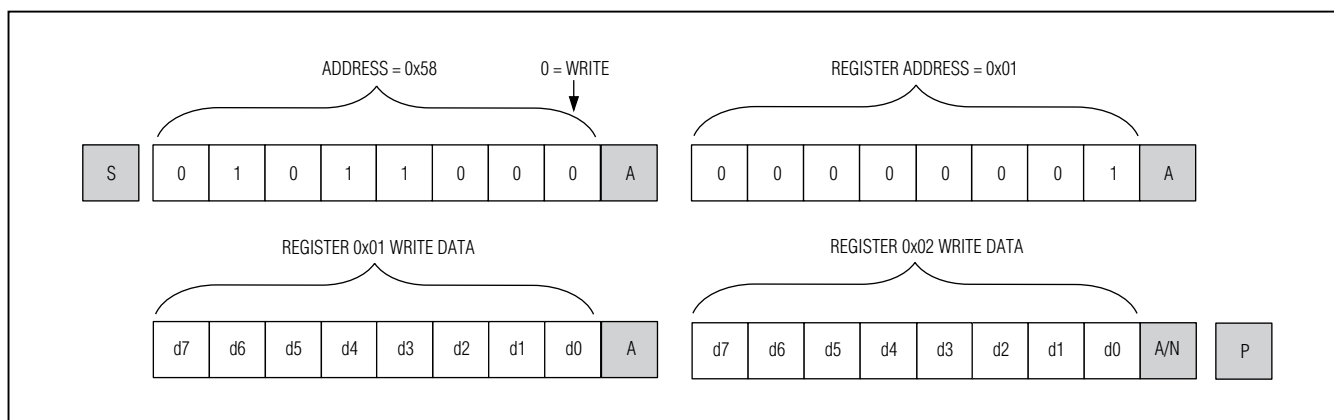 ADDRESS = 0x58 0 = WRITE REGISTER ADDRESS = 0x01
S 0 1 0 1 1 0 0 0 A 0 0 0 0 0 0 0 1 A
REGISTER 0x01 WRITE DATA REGISTER 0x02 WRITE DATA
d7 d6 d5 d4 d3 d2 d1 d0 A d7 d6 d5 d4 d3 d2 d1 d0 A/N P